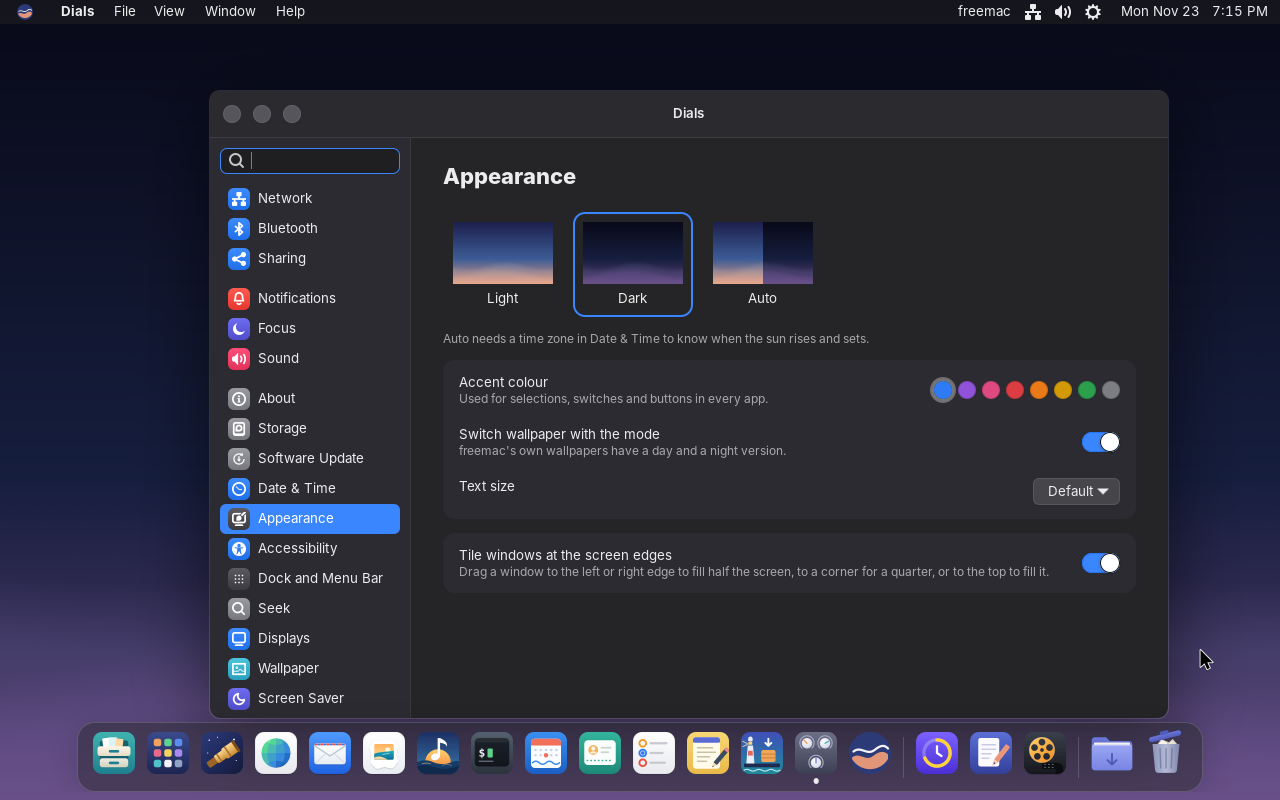 Dials File View Window Help freemac Mon Nov 23 7:15 PM
Dials
Network
Bluetooth
Sharing
Notifications
Focus
Sound
About
Storage
Software Update
Date & Time
Appearance
Accessibility
Dock and Menu Bar
Seek
Displays
Wallpaper
Screen Saver
Appearance
Light Dark Auto
Auto needs a time zone in Date & Time to know when the sun rises and sets.
Accent colour
Used for selections, switches and buttons in every app.
Switch wallpaper with the mode
freemac's own wallpapers have a day and a night version.
Text size Default
Tile windows at the screen edges
Drag a window to the left or right edge to fill half the screen, to a corner for a quarter, or to the top to fill it.
$